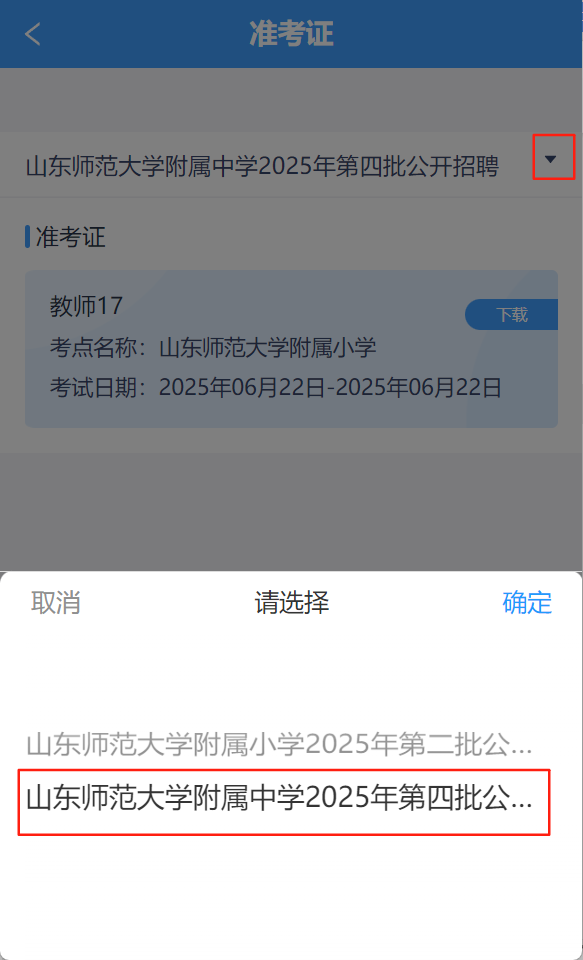 准考证
山东师范大学附属中学2025年第四批公开招聘
准考证
教师17
下载
考点名称：山东师范大学附属小学
考试日期：2025年06月22日-2025年06月22日
取消 请选择 确定
山东师范大学附属小学2025年第二批公...
山东师范大学附属中学2025年第四批公...